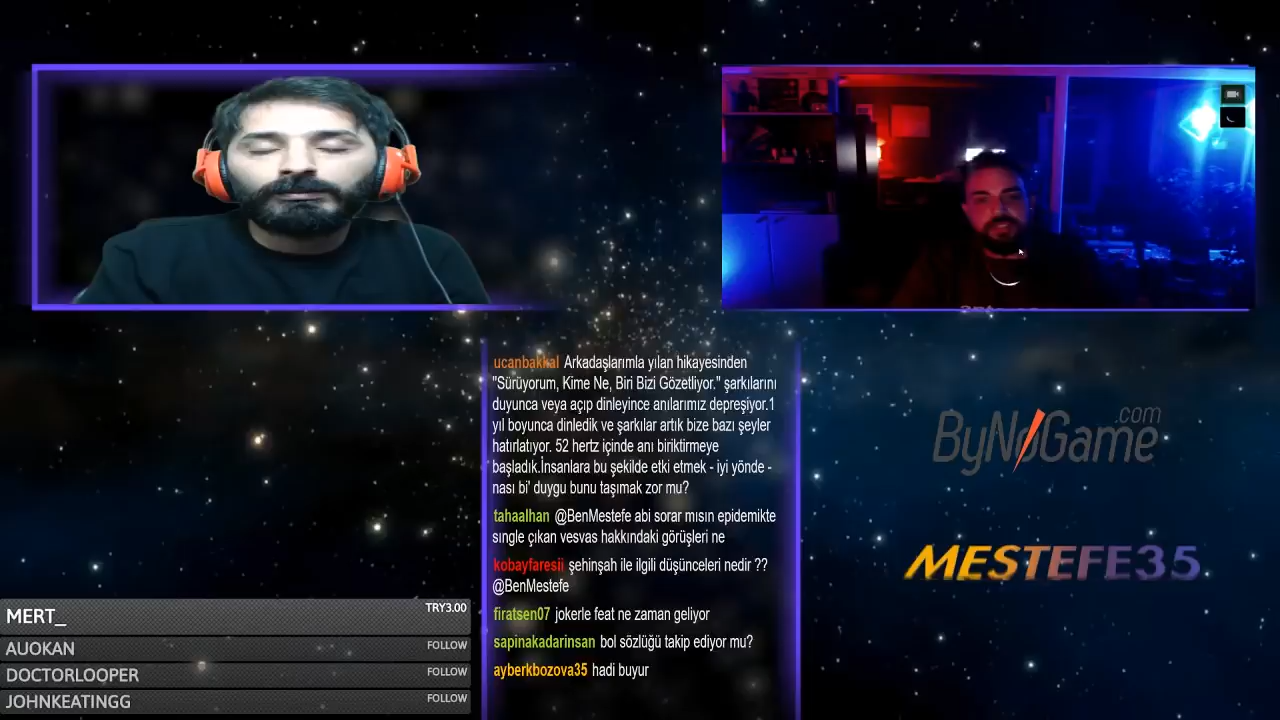 ucanbakkal Arkadaşlarımla yılan hikayesinden
"Sürüyorum, Kime Ne, Biri Bizi Gözetliyor." şarkılarını
duyunca veya açıp dinleyince anılarımız depreşiyor.1
yıl boyunca dinledik ve şarkılar artık bize bazı şeyler
hatırlatıyor. 52 hertz içinde anı biriktirmeye
başladık.İnsanlara bu şekilde etki etmek - iyi yönde -
nası bi' duygu bunu taşımak zor mu?
tahaalhan @BenMestefe abi sorar mısın epidemikte
sıngle çıkan vesvas hakkındaki görüşleri ne
kobayfaresii şehinşah ile ilgili düşünceleri nedir ??
@BenMestefe
firatsen07 jokerle feat ne zaman geliyor
sapinakadarinsan bol sözlüğü takip ediyor mu?
ayberkbozova35 hadi buyur
ByNoGame.com
MESTEFE35
MERT_ TRY3.00
AUOKAN FOLLOW
DOCTORLOOPER FOLLOW
JOHNKEATINGG FOLLOW